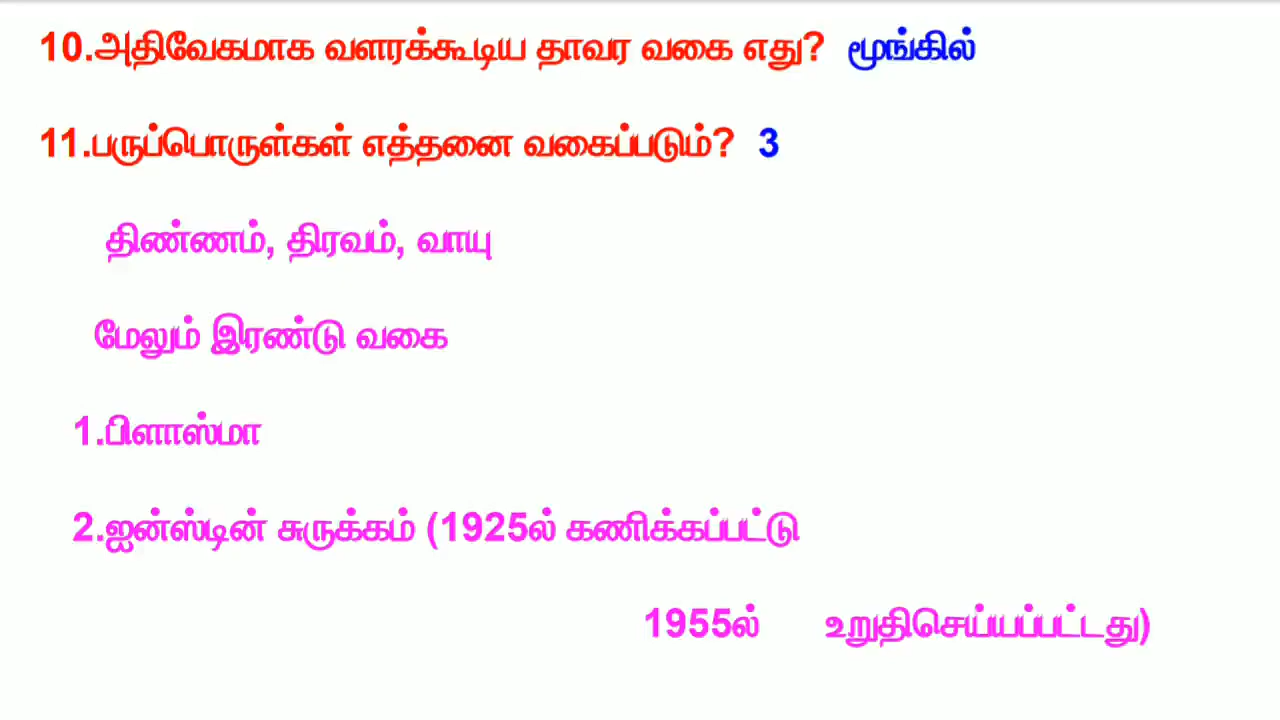 10.அதிவேகமாக வளரக்கூடிய தாவர வகை எது? மூங்கில்
11.பருப்பொருள்கள் எத்தனை வகைப்படும்? 3
திண்ணம், திரவம், வாயு
மேலும் இரண்டு வகை
1.பிளாஸ்மா
2.ஐன்ஸ்டின் சுருக்கம் (1925ல் கணிக்கப்பட்டு
1955ல் உறுதிசெய்யப்பட்டது)